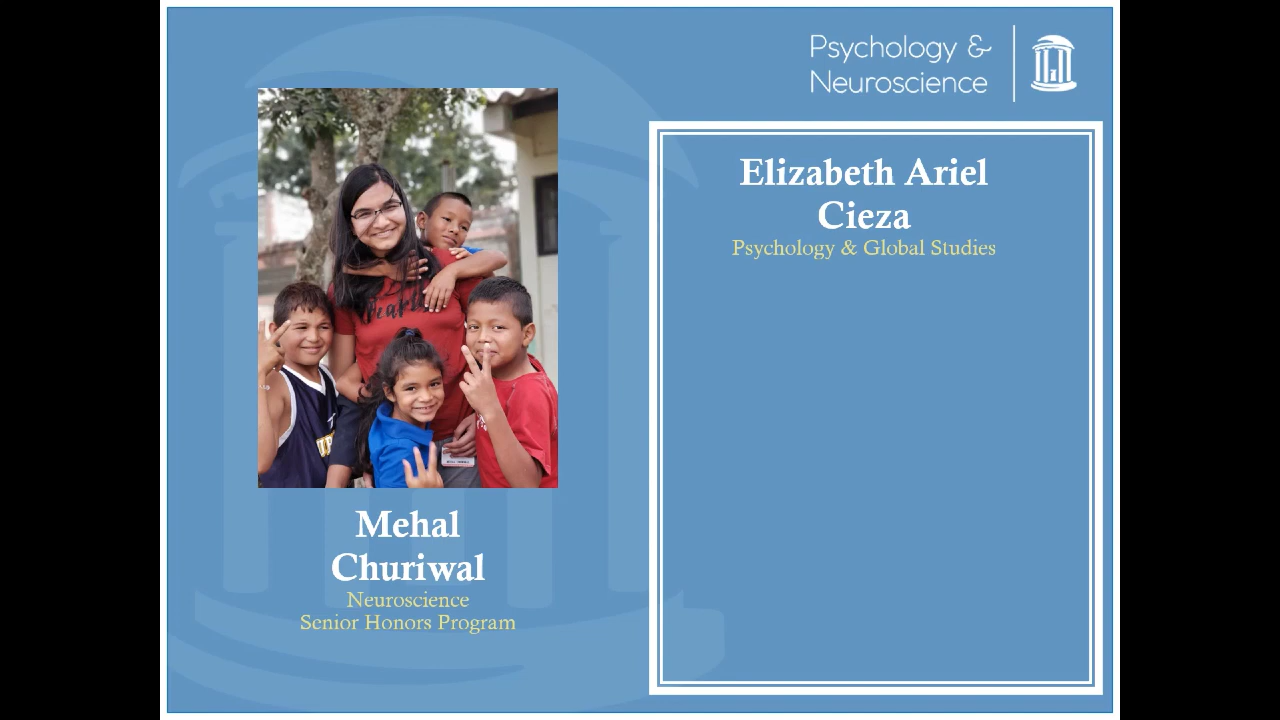 Psychology &
Neuroscience
Elizabeth Ariel
Cieza
Psychology & Global Studies
Mehal
Churiwal
Neuroscience
Senior Honors Program